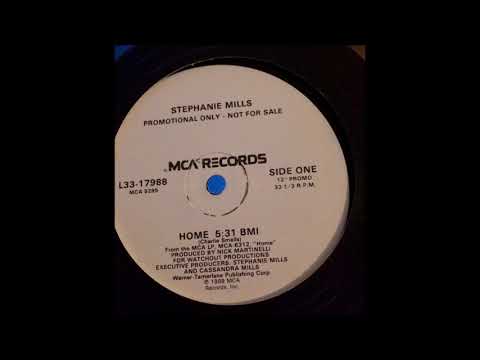 STEPHANIE MILLS
PROMOTIONAL ONLY - NOT FOR SALE
MCA RECORDS
L33-17988
MCA 6285
SIDE ONE
12" PROMO
33 1/3 R.P.M.
HOME 5:31 BMI
(Charlie Smalls)
From the MCA LP, MCA-6312, "Home"
PRODUCED BY NICK MARTINELLI
FOR WATCHOUT PRODUCTIONS
EXECUTIVE PRODUCERS: STEPHANIE MILLS
AND CASSANDRA MILLS
Warner-Tamerlane Publishing Corp.
℗ 1989 MCA
Records, Inc.